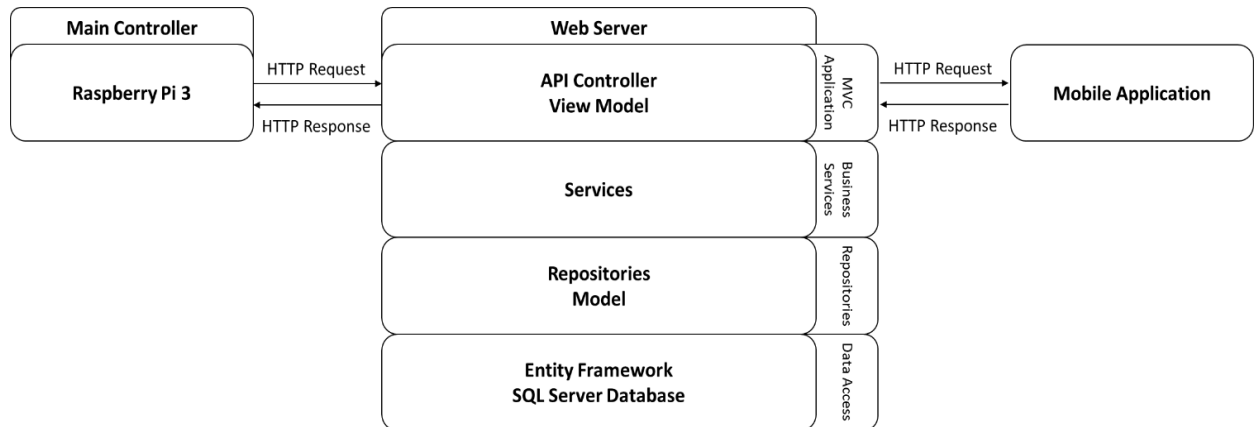 Main Controller
Raspberry Pi 3
HTTP Request
HTTP Response
Web Server
API Controller
View Model
MVC
Application
Services
Business
Services
Repositories
Model
Repositories
Entity Framework
SQL Server Database
Data Access
HTTP Request
HTTP Response
Mobile Application